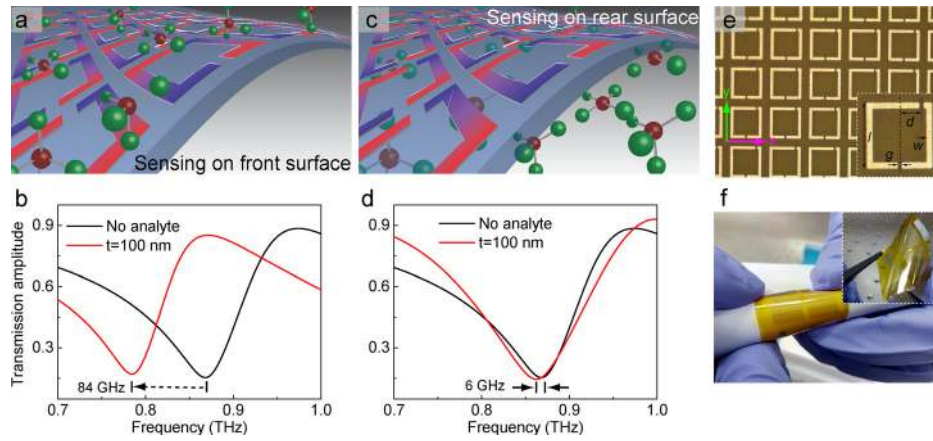 a
Sensing on front surface
b
0.9
0.6
0.3
Transmission amplitude
No analyte
t=100 nm
84 GHz
0.7 0.8 0.9 1.0
Frequency (THz)
c
Sensing on rear surface
d
0.9
0.6
0.3
No analyte
t=100 nm
6 GHz
0.7 0.8 0.9 1.0
Frequency (THz)
e
y
l
d
w
g
f